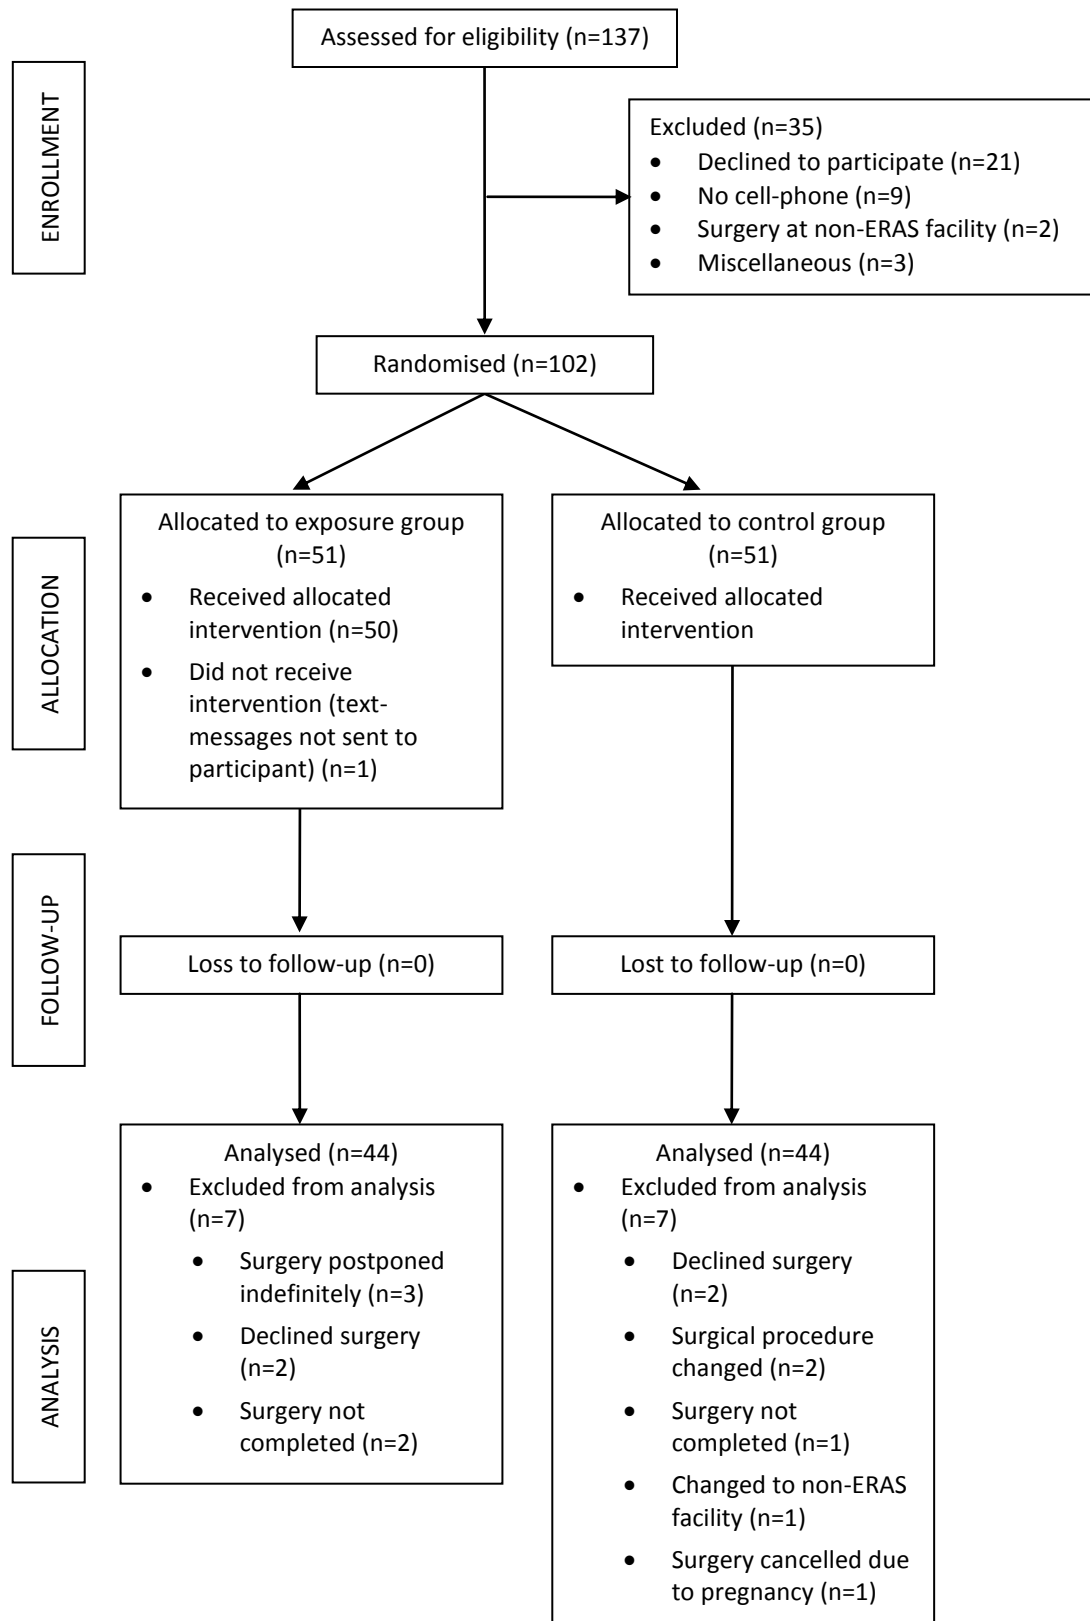 Assessed for eligibility (n=137)
ENROLLMENT
Excluded (n=35)
• Declined to participate (n=21)
• No cell-phone (n=9)
• Surgery at non-ERAS facility (n=2)
• Miscellaneous (n=3)
Randomised (n=102)
ALLOCATION
Allocated to exposure group
(n=51)
• Received allocated
intervention (n=50)
• Did not receive
intervention (text-
messages not sent to
participant) (n=1)
Allocated to control group
(n=51)
• Received allocated
intervention
FOLLOW-UP
Loss to follow-up (n=0)
Lost to follow-up (n=0)
ANALYSIS
Analysed (n=44)
• Excluded from analysis
(n=7)
• Surgery postponed
indefinitely (n=3)
• Declined surgery
(n=2)
• Surgery not
completed (n=2)
Analysed (n=44)
• Excluded from analysis
(n=7)
• Declined surgery
(n=2)
• Surgical procedure
changed (n=2)
• Surgery not
completed (n=1)
• Changed to non-ERAS
facility (n=1)
• Surgery cancelled due
to pregnancy (n=1)